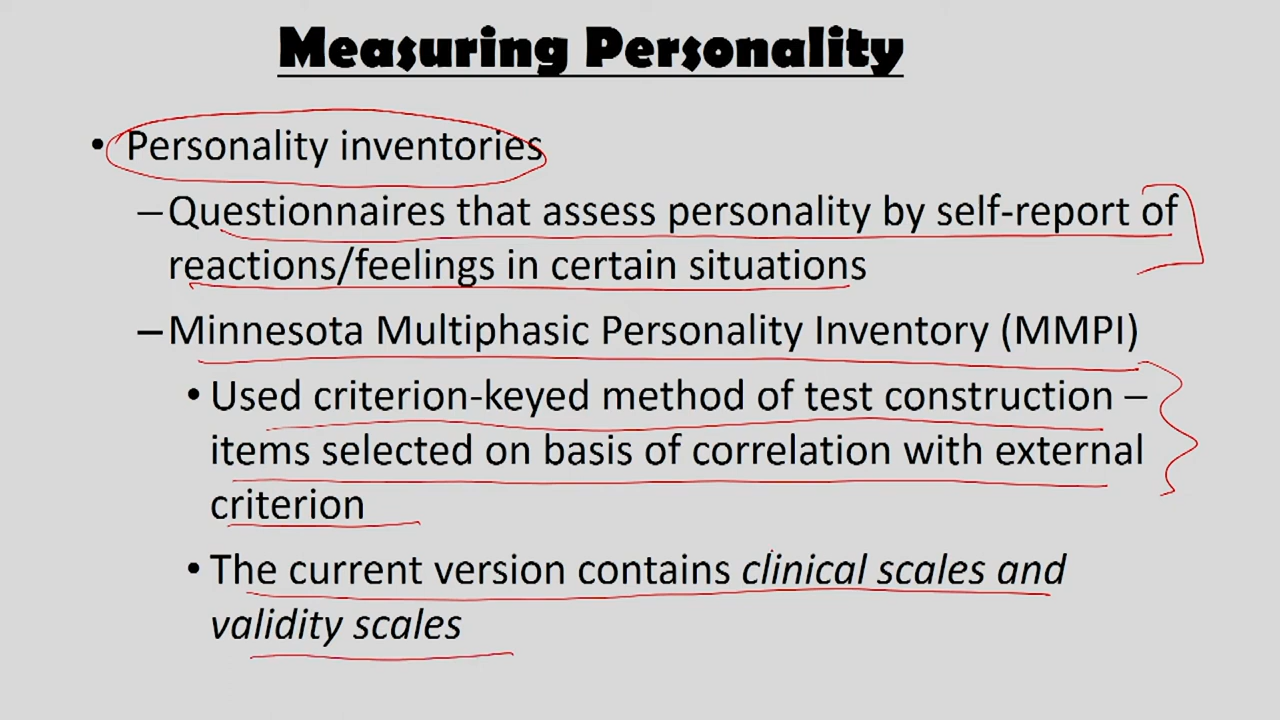 Measuring Personality
• Personality inventories
–Questionnaires that assess personality by self-report of
reactions/feelings in certain situations
–Minnesota Multiphasic Personality Inventory (MMPI)
• Used criterion-keyed method of test construction –
items selected on basis of correlation with external
criterion
• The current version contains clinical scales and
validity scales